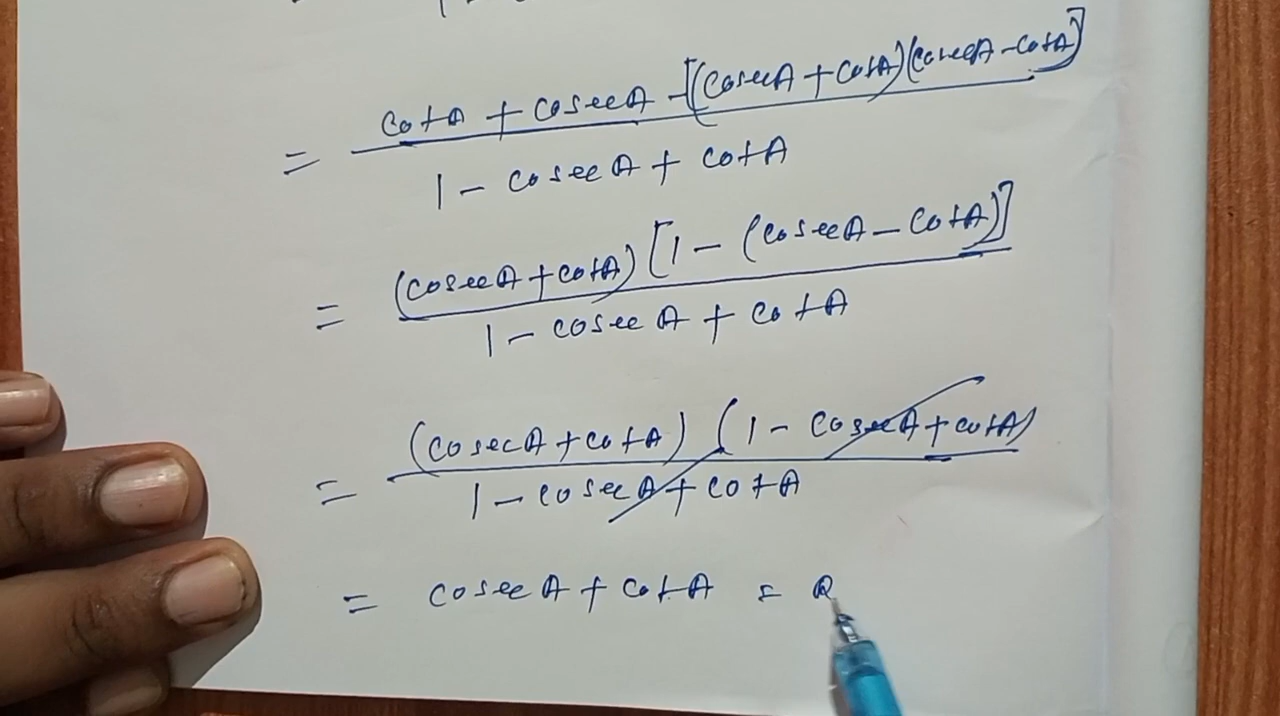 = cotA + cosecA - [(cosecA + cotA)(cosecA - cotA)]
1 - cosecA + cotA
= (cosecA + cotA) [1 - (cosecA - cotA)]
1 - cosecA + cotA
= (cosecA + cotA) (1 - cosecA + cotA)
1 - cosecA + cotA
= cosecA + cotA = R